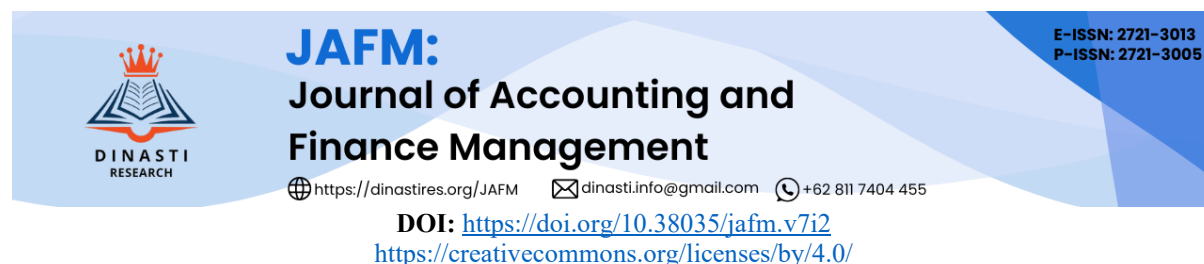 DINASTI
RESEARCH
JAFM:
Journal of Accounting and
Finance Management
https://dinastires.org/JAFM dinasti.info@gmail.com +62 811 7404 455
E-ISSN: 2721-3013
P-ISSN: 2721-3005
DOI: https://doi.org/10.38035/jafm.v7i2
https://creativecommons.org/licenses/by/4.0/